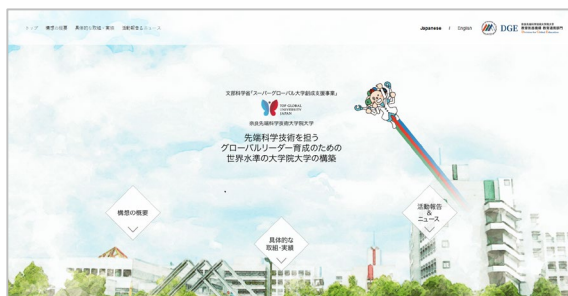 トップ 構想の概要 具体的な取組・実績 活動報告＆ニュース
Japanese | English
DGE
文部科学省「スーパーグローバル大学創成支援事業」
TOP GLOBAL
UNIVERSITY
JAPAN
奈良先端科学技術大学院大学
先端科学技術を担う
グローバルリーダー育成のための
世界水準の大学院大学の構築
構想の概要
具体的な
取組・実績
活動報告
&
ニュース